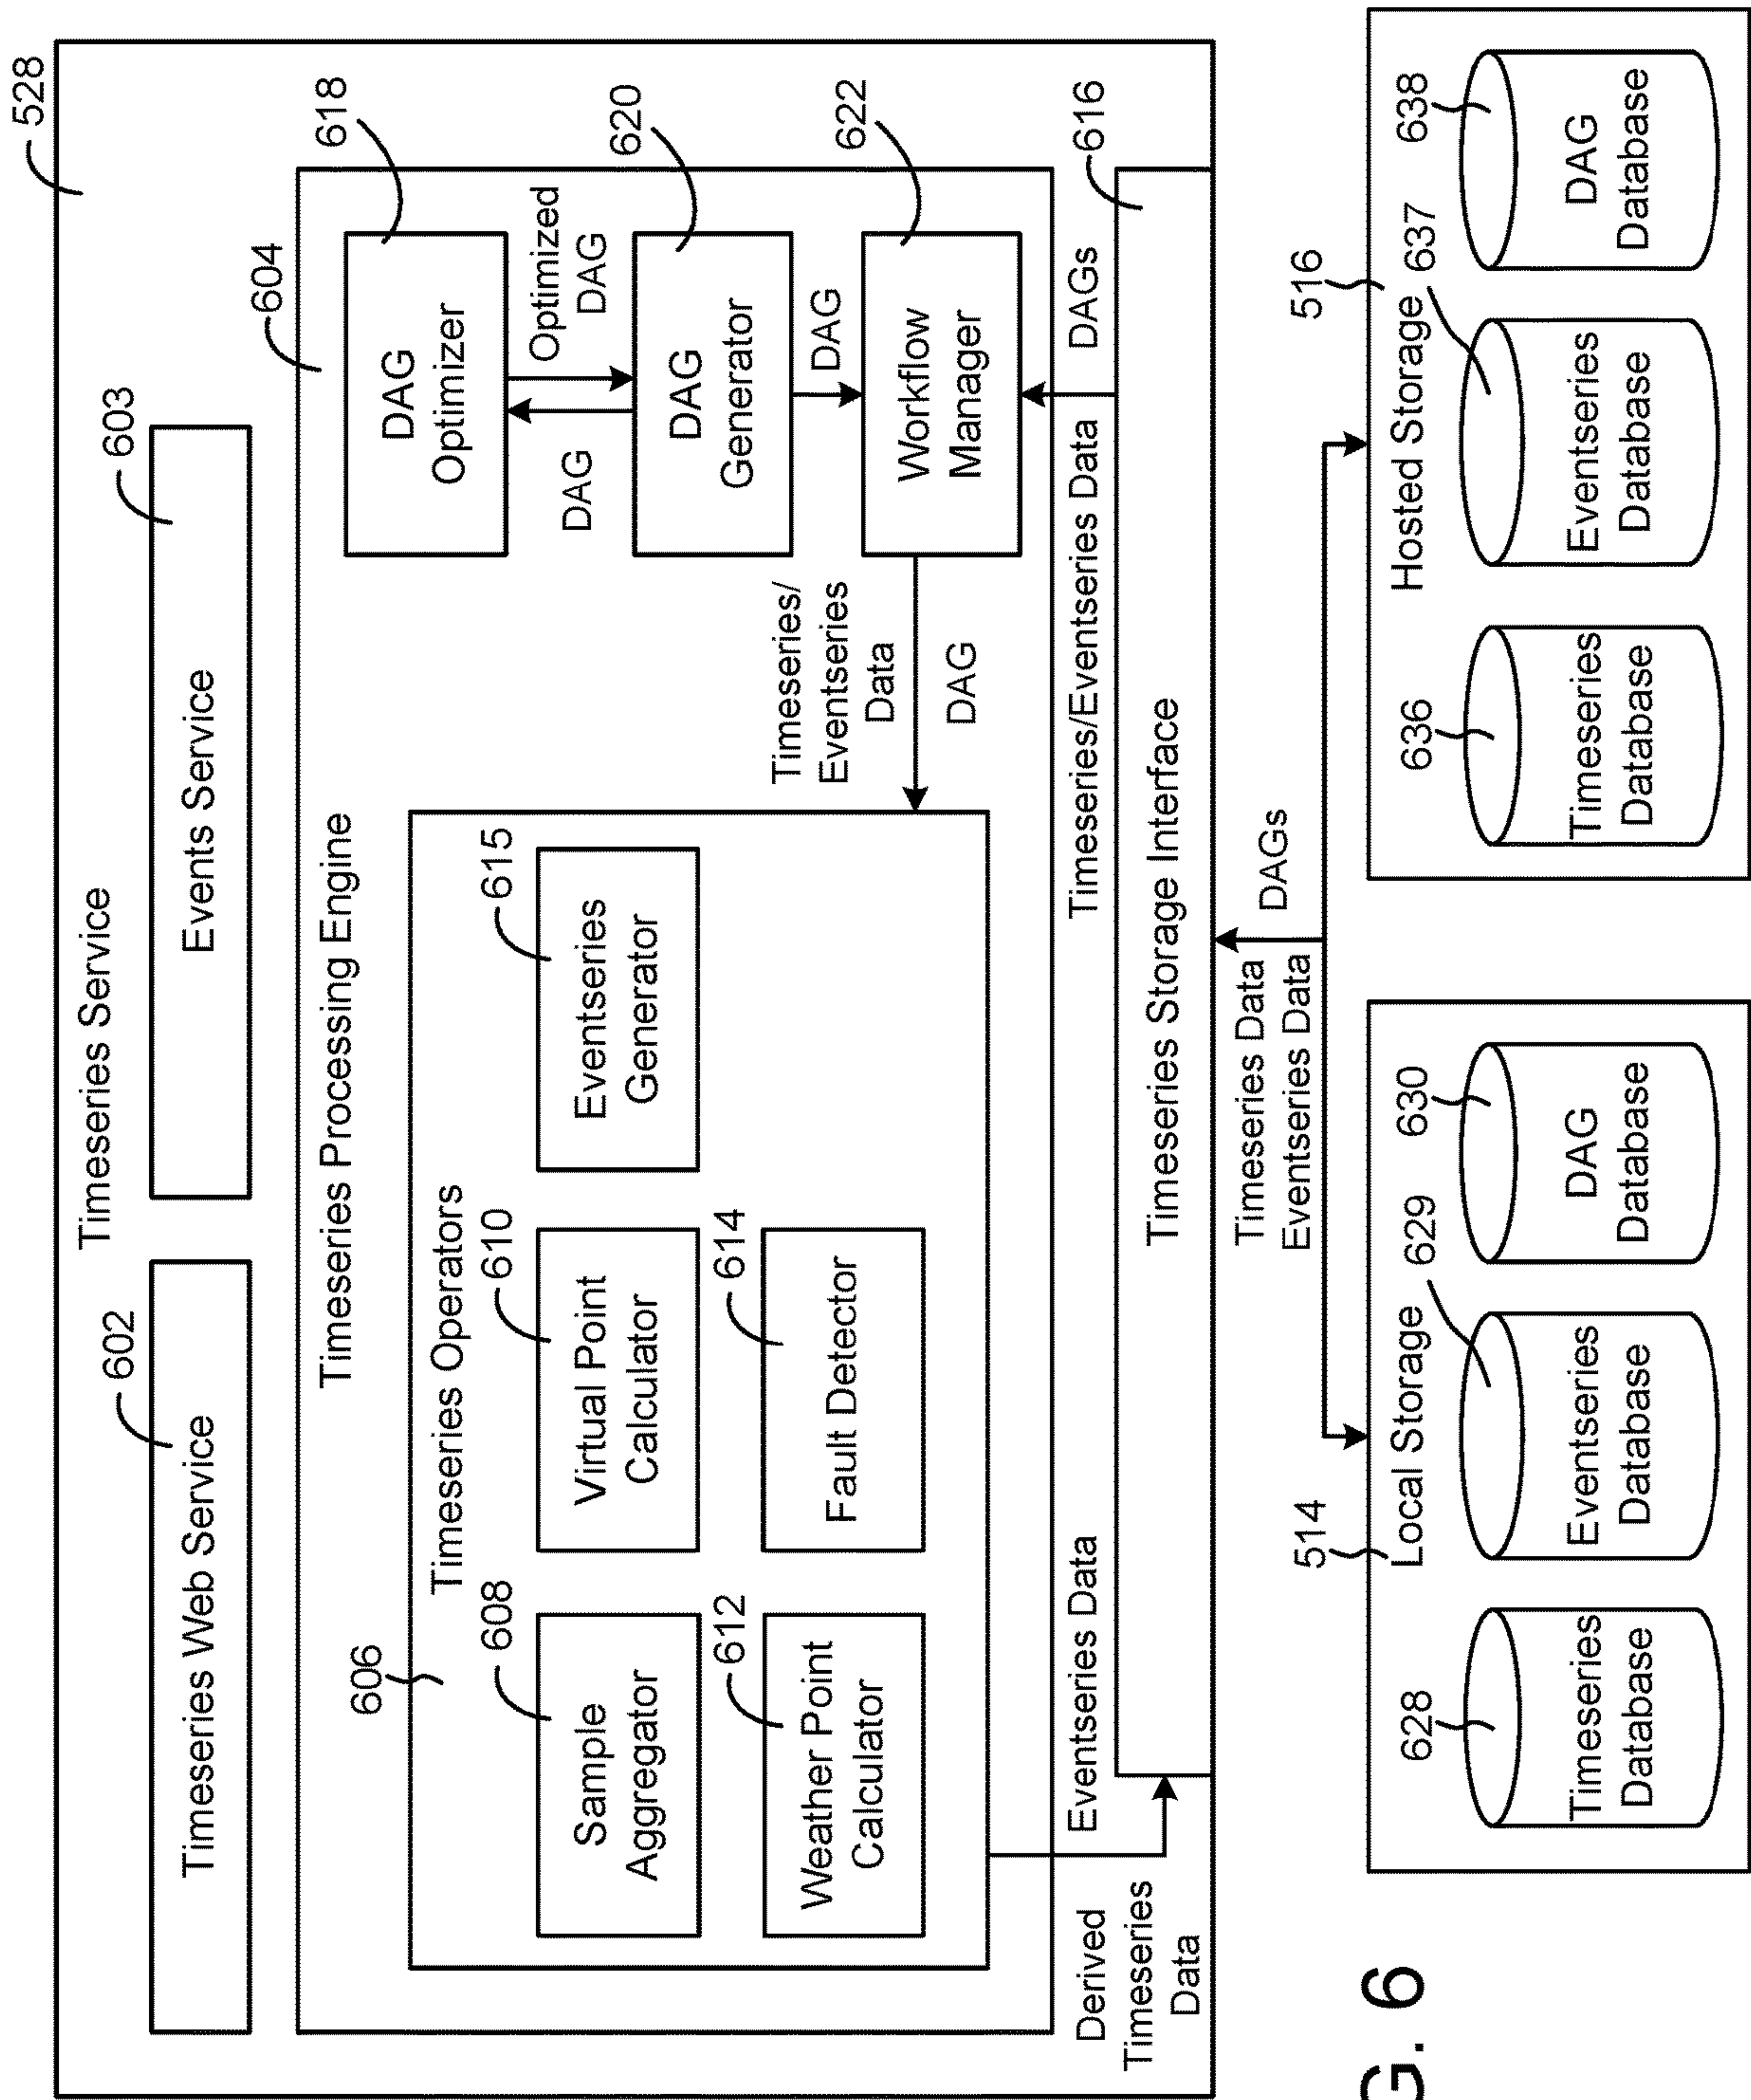 528
Timeseries Service
602
Timeseries Web Service
603
Events Service
604
Timeseries Processing Engine
606
Timeseries Operators
608
Sample
Aggregator
610
Virtual Point
Calculator
615
Eventseries
Generator
612
Weather Point
Calculator
614
Fault Detector
618
DAG
Optimizer
DAG
Optimized
DAG
620
DAG
Generator
DAG
622
Workflow
Manager
Timeseries/
Eventseries
Data
DAG
Derived
Timeseries
Data
Eventseries Data
Timeseries/Eventseries Data
DAGs
616
Timeseries Storage Interface
Timeseries Data
Eventseries Data
DAGs
514
Local Storage
628
Timeseries
Database
629
Eventseries
Database
630
DAG
Database
516
Hosted Storage
636
Timeseries
Database
637
Eventseries
Database
638
DAG
Database
G. 6